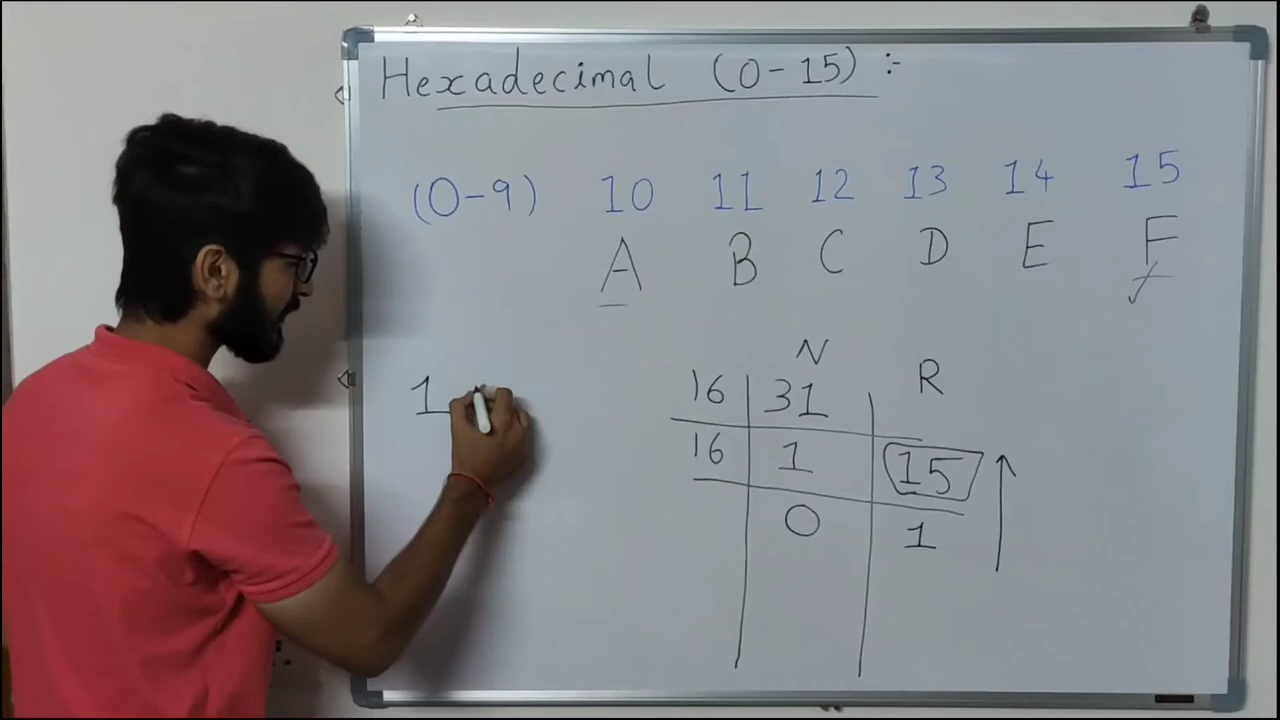 Hexadecimal (0-15) :-
(0-9) 10 11 12 13 14 15
A B C D E F
N R
16 31
16 1 15
0 1
1